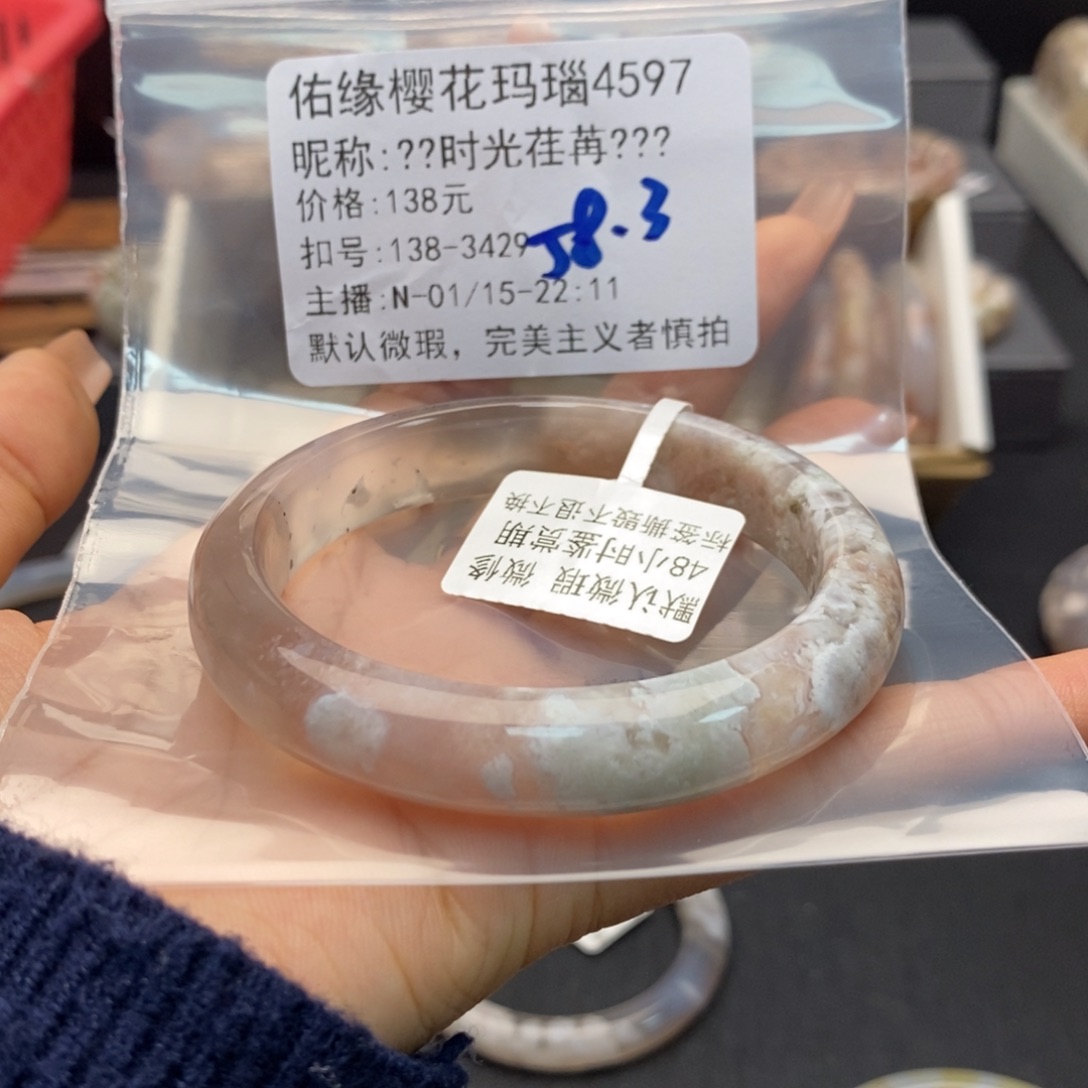 佑缘樱花玛瑙4597
昵称:??时光荏苒???
价格:138元
58.3
扣号:138-3429
主播:N-01/15-22:11
默认微瑕，完美主义者慎拍
默认微瑕 微修
48小时鉴赏期
标签撕毁不退不换